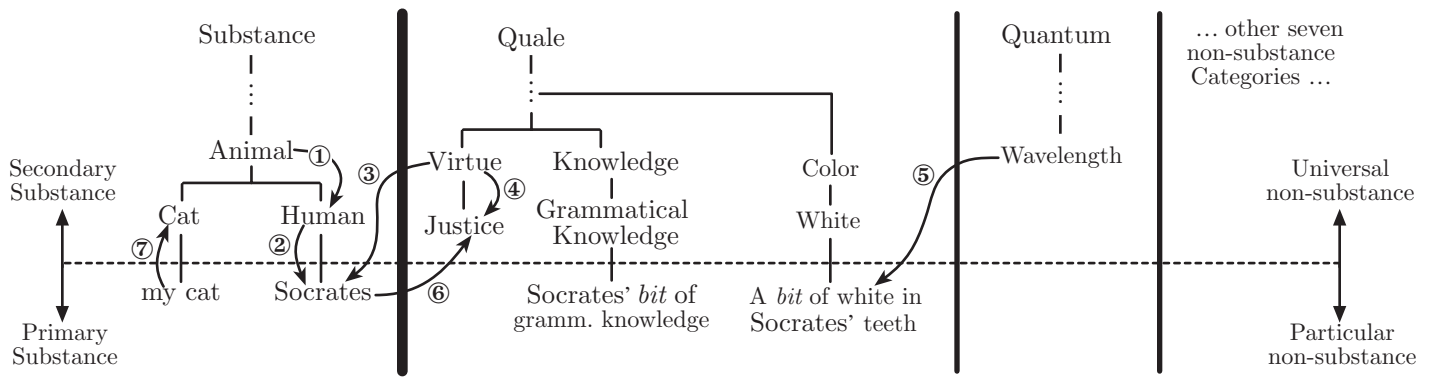 Substance
Quale
Quantum
… other seven
non-substance
Categories …
Animal
①
Secondary
Substance
Virtue
③
Knowledge
Color
⑤
Wavelength
Universal
non-substance
④
Cat
Human
Justice
Grammatical
Knowledge
White
⑦
②
my cat
Socrates
⑥
Socrates’ bit of
gramm. knowledge
A bit of white in
Socrates’ teeth
Primary
Substance
Particular
non-substance